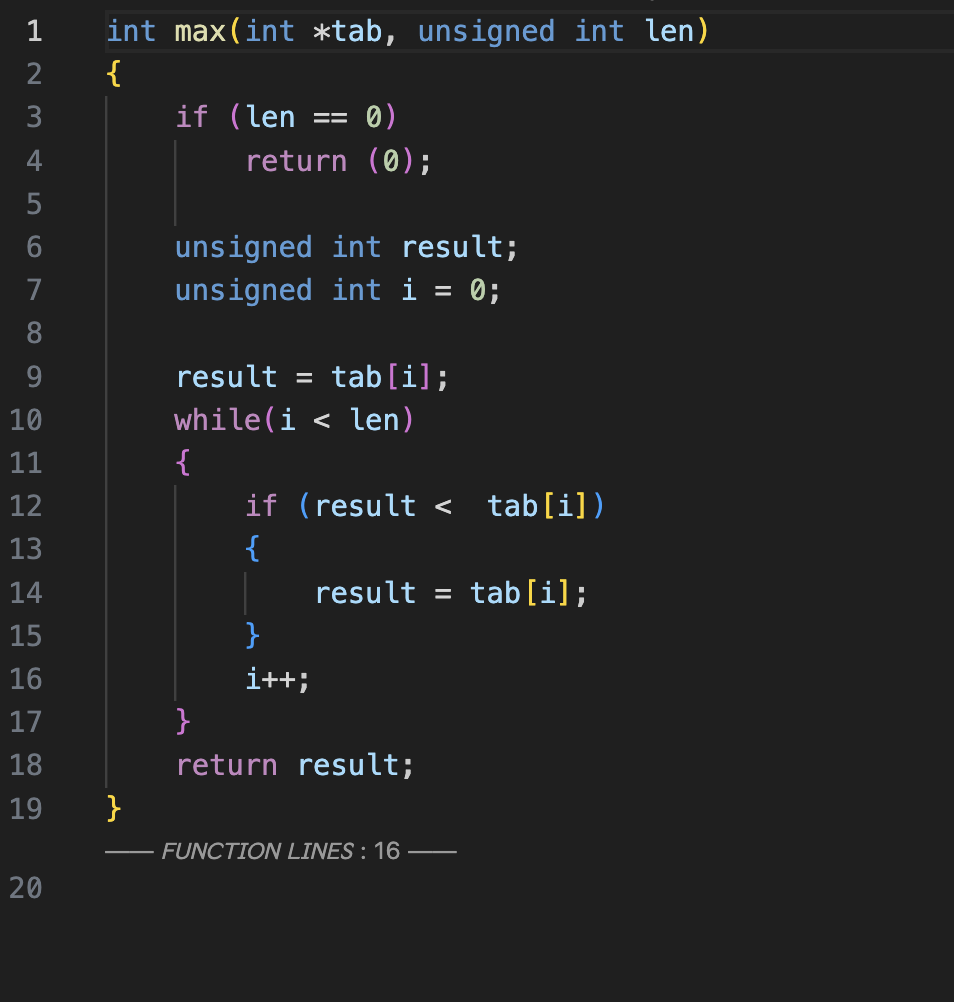 1 int max(int *tab, unsigned int len)
2 {
3     if (len == 0)
4         return (0);
5
6     unsigned int result;
7     unsigned int i = 0;
8
9     result = tab[i];
10     while(i < len)
11     {
12         if (result <  tab[i])
13         {
14             result = tab[i];
15         }
16         i++;
17     }
18     return result;
19 }
—— FUNCTION LINES : 16 ——
20